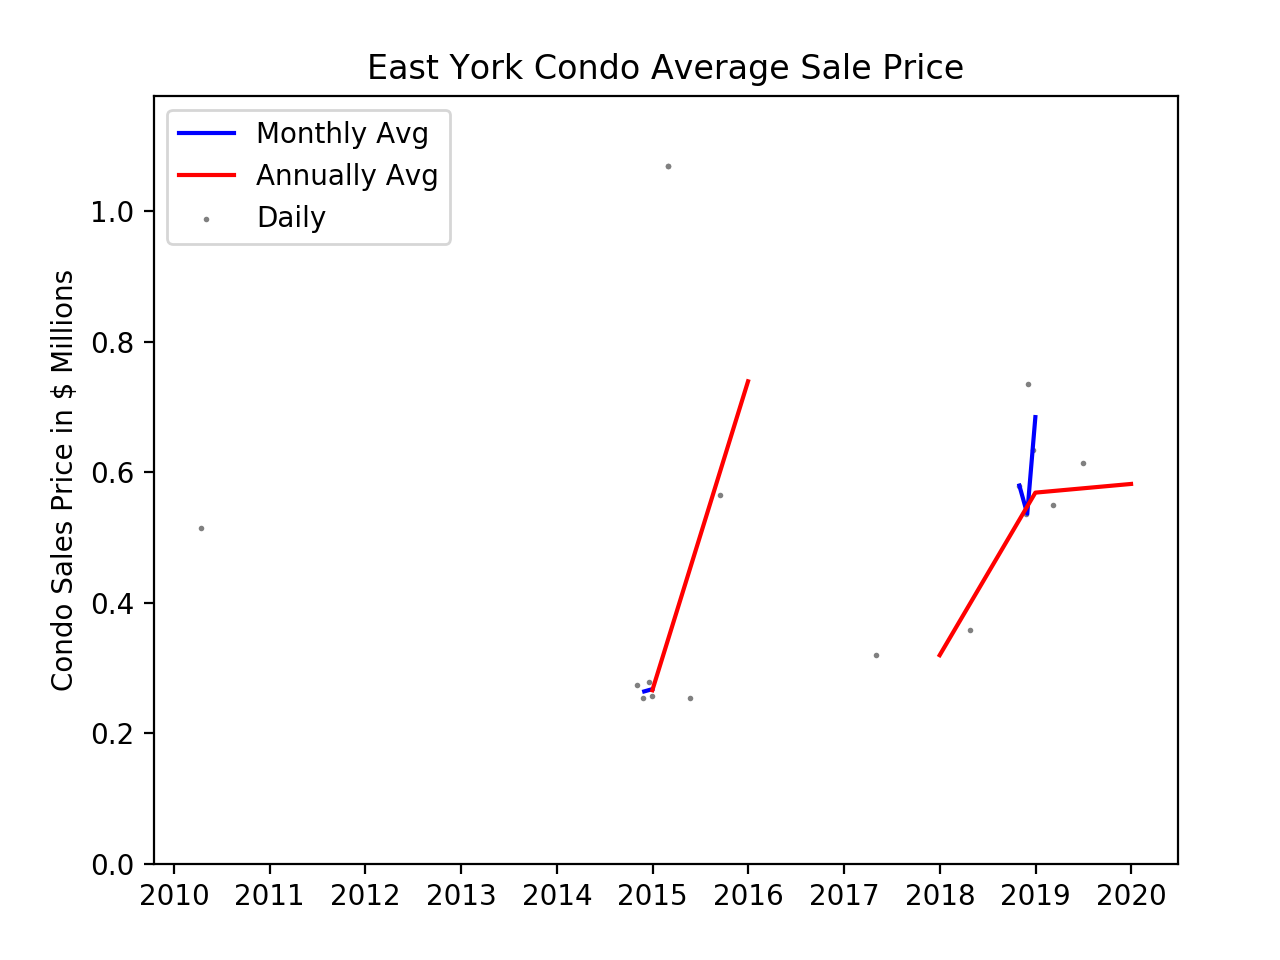 East York Condo Average Sale Price
Monthly Avg
Annually Avg
Daily
Condo Sales Price in $ Millions
1.0
0.8
0.6
0.4
0.2
0.0
2010 2011 2012 2013 2014 2015 2016 2017 2018 2019 2020